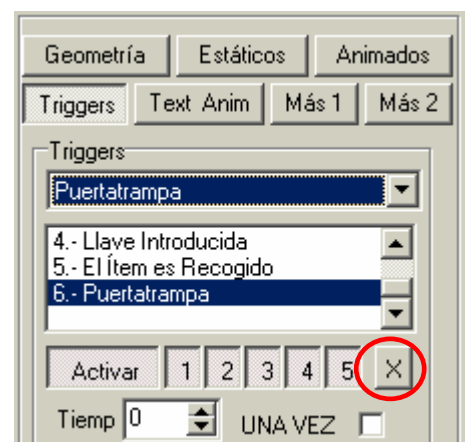 Geometría Estáticos Animados
Triggers Text Anim Más 1 Más 2
Triggers
Puertatrampa
4.- Llave Introducida
5.- El Ítem es Recogido
6.- Puertatrampa
Activar 1 2 3 4 5 X
Tiemp 0 UNA VEZ